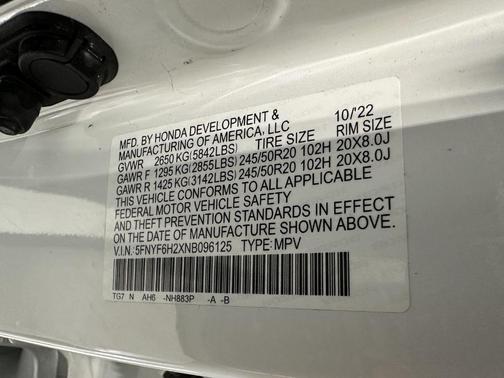 MFD. BY HONDA DEVELOPMENT & 10/'22
MANUFACTURING OF AMERICA, LLC
GVWR 2650 KG(5842LBS) TIRE SIZE RIM SIZE
GAWR F 1295 KG(2855LBS) 245/50R20 102H 20X8.0J
GAWR R 1425 KG(3142LBS) 245/50R20 102H 20X8.0J
THIS VEHICLE CONFORMS TO ALL APPLICABLE
FEDERAL MOTOR VEHICLE SAFETY
AND THEFT PREVENTION STANDARDS IN EFFECT
ON THE DATE OF MANUFACTURE SHOWN ABOVE.
V.I.N.:5FNYF6H2XNB096125 TYPE:MPV
TG7 N AH6 -NH883P -A -B